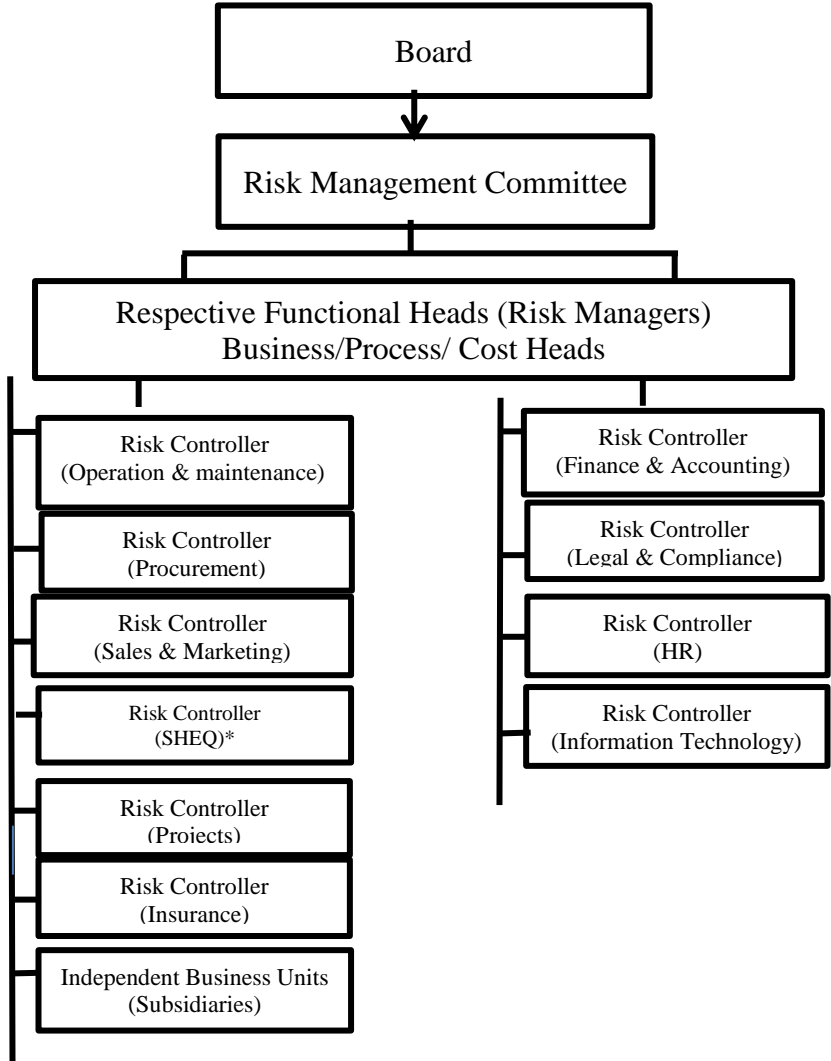 Board
Risk Management Committee
Respective Functional Heads (Risk Managers)
Business/Process/ Cost Heads
Risk Controller
(Operation & maintenance)
Risk Controller
(Procurement)
Risk Controller
(Sales & Marketing)
Risk Controller
(SHEQ)*
Risk Controller
(Projects)
Risk Controller
(Insurance)
Independent Business Units
(Subsidiaries)
Risk Controller
(Finance & Accounting)
Risk Controller
(Legal & Compliance)
Risk Controller
(HR)
Risk Controller
(Information Technology)